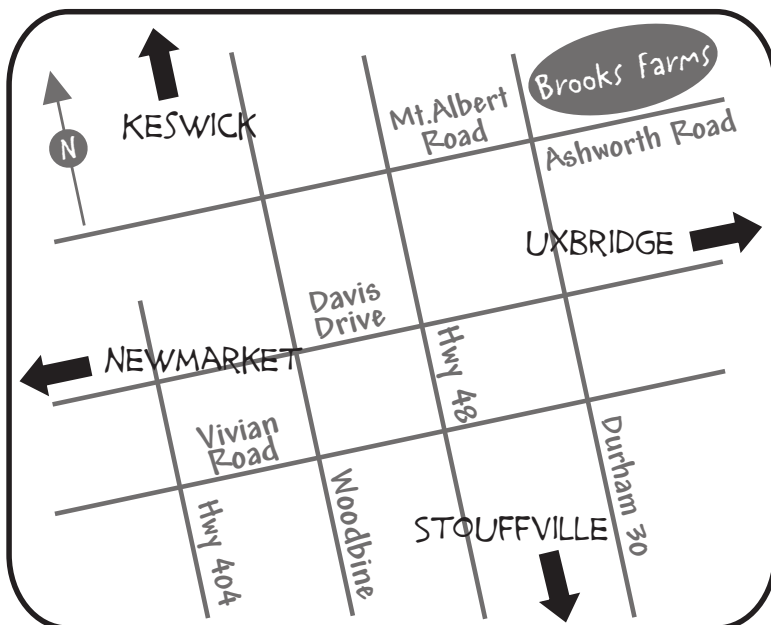 Brooks Farms
Mt.Albert
Road
KESWICK
Ashworth Road
N
UXBRIDGE
Davis
Drive
NEWMARKET
Hwy 48
Vivian
Road
Durham 30
Woodbine
Hwy 404
STOUFFVILLE